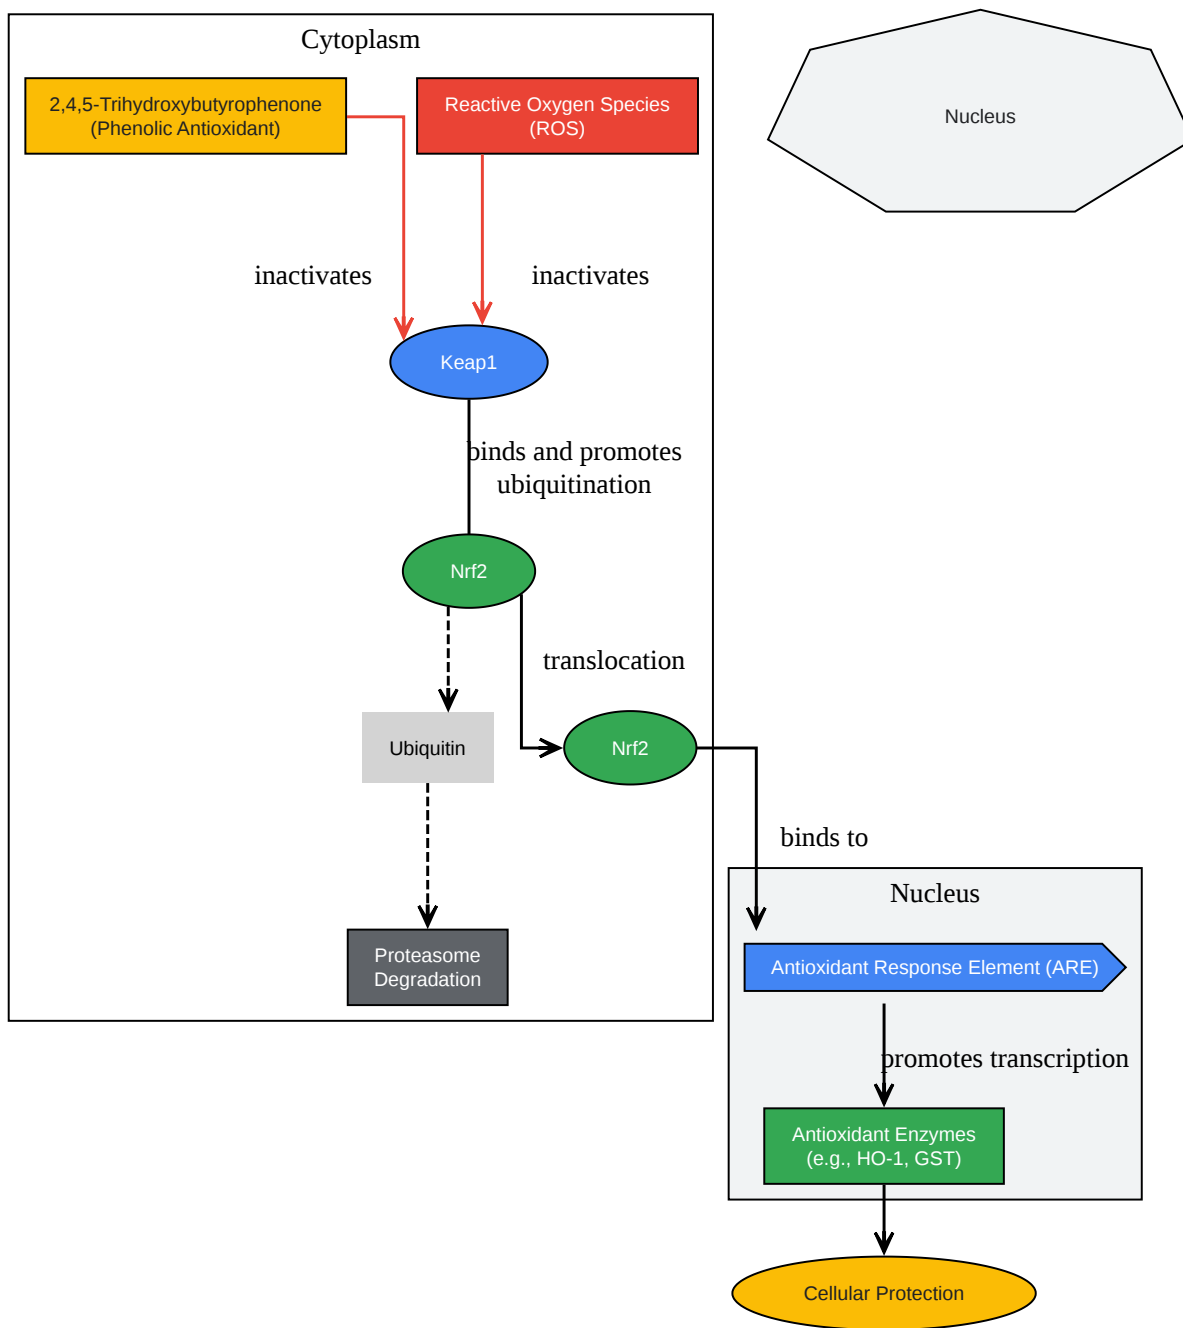 Cytoplasm
2,4,5-Trihydroxybutyrophenone
(Phenolic Antioxidant)
Reactive Oxygen Species
(ROS)
Nucleus
inactivates
inactivates
Keap1
binds and promotes
ubiquitination
Nrf2
translocation
Ubiquitin
Nrf2
binds to
Nucleus
Proteasome
Degradation
Antioxidant Response Element (ARE)
promotes transcription
Antioxidant Enzymes
(e.g., HO-1, GST)
Cellular Protection